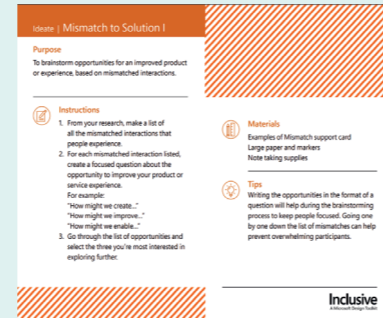 Ideate | Mismatch to Solution I
Purpose
To brainstorm opportunities for an improved product
or experience, based on mismatched interactions.
Instructions
1. From your research, make a list of
all the mismatched interactions that
people experience.
2. For each mismatched interaction listed,
create a focused question about the
opportunity to improve your product or
service experience.
For example:
"How might we create..."
"How might we improve..."
"How might we enable..."
3. Go through the list of opportunities and
select the three you're most interested in
exploring further.
Materials
Examples of Mismatch support card
Large paper and markers
Note taking supplies
Tips
Writing the opportunities in the format of a
question will help during the brainstorming
process to keep people focused. Going one
by one down the list of mismatches can help
prevent overwhelming participants.
Inclusive
A Microsoft Design Toolkit